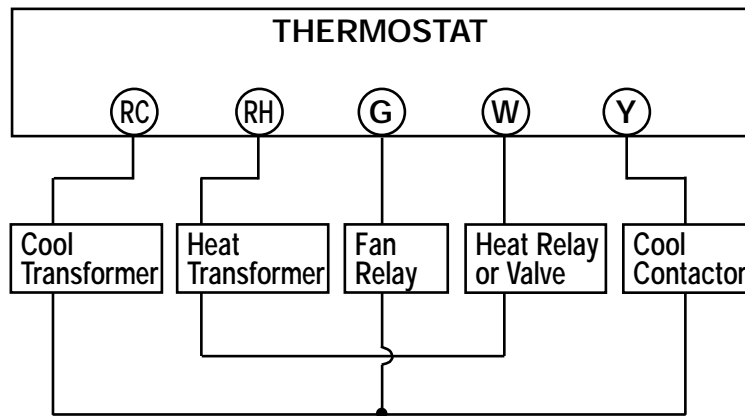 THERMOSTAT
RC RH G W Y
Cool
Transformer
Heat
Transformer
Fan
Relay
Heat Relay
or Valve
Cool
Contactor